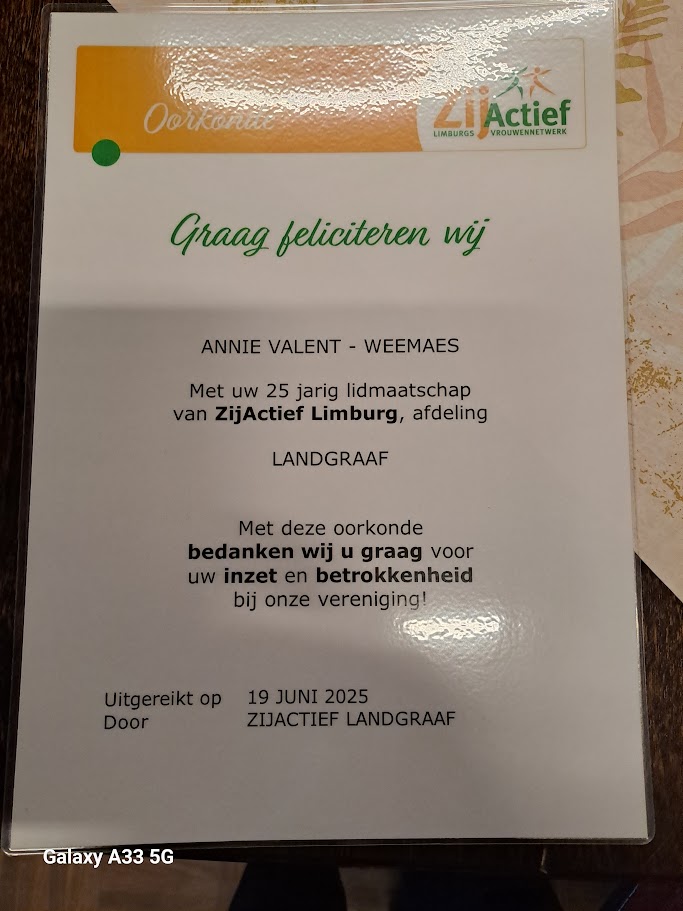 Oorkonde
ZijActief
LIMBURGS VROUWENNETWERK
Graag feliciteren wij
ANNIE VALENT - WEEMAES
Met uw 25 jarig lidmaatschap
van ZijActief Limburg, afdeling
LANDGRAAF
Met deze oorkonde
bedanken wij u graag voor
uw inzet en betrokkenheid
bij onze vereniging!
Uitgereikt op 19 JUNI 2025
Door ZIJACTIEF LANDGRAAF
Galaxy A33 5G